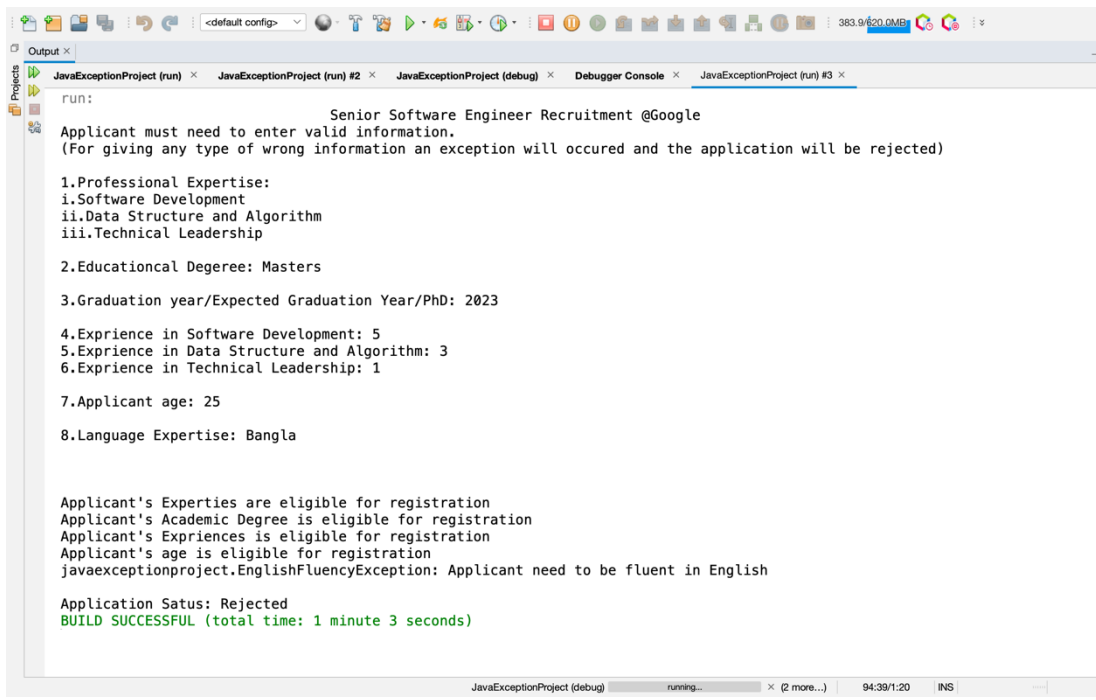 <default config>
383.9/620.0MB
Output
Projects
JavaExceptionProject (run) JavaExceptionProject (run) #2 JavaExceptionProject (debug) Debugger Console JavaExceptionProject (run) #3
run:
Senior Software Engineer Recruitment @Google
Applicant must need to enter valid information.
(For giving any type of wrong information an exception will occured and the application will be rejected)
1.Professional Expertise:
i.Software Development
ii.Data Structure and Algorithm
iii.Technical Leadership
2.Educationcal Degeree: Masters
3.Graduation year/Expected Graduation Year/PhD: 2023
4.Exprience in Software Development: 5
5.Exprience in Data Structure and Algorithm: 3
6.Exprience in Technical Leadership: 1
7.Applicant age: 25
8.Language Expertise: Bangla
Applicant's Experties are eligible for registration
Applicant's Academic Degree is eligible for registration
Applicant's Expriences is eligible for registration
Applicant's age is eligible for registration
javaexceptionproject.EnglishFluencyException: Applicant need to be fluent in English
Application Satus: Rejected
BUILD SUCCESSFUL (total time: 1 minute 3 seconds)
JavaExceptionProject (debug) running... (2 more...) 94:39/1:20 INS